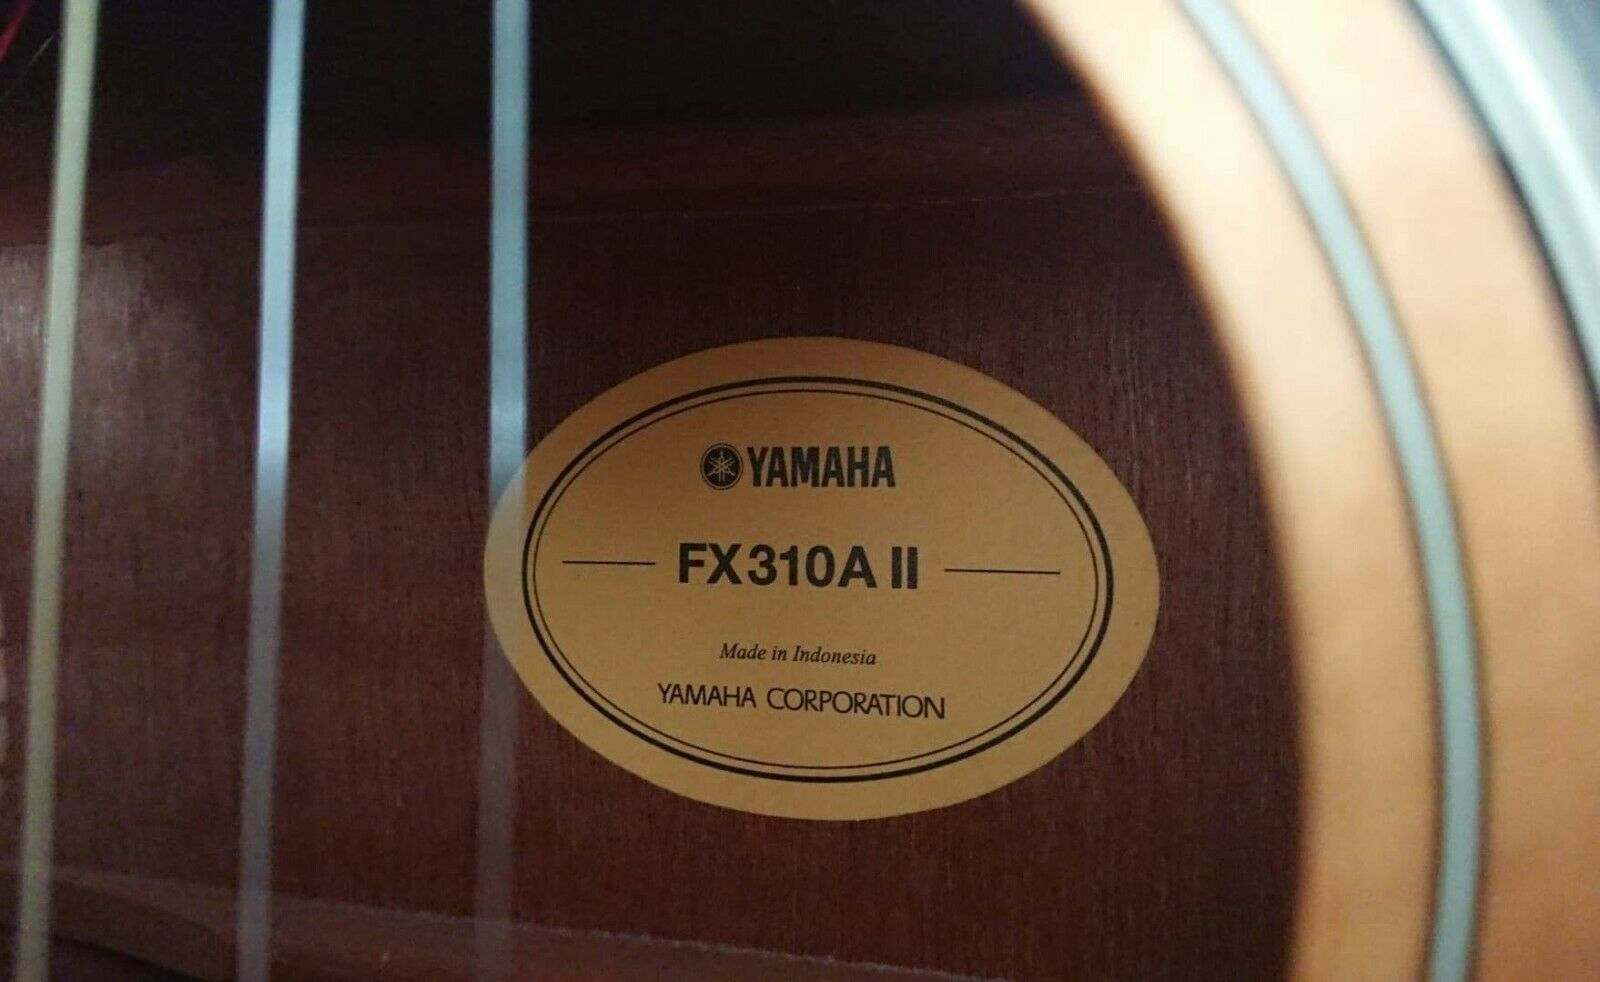 YAMAHA
FX310A II
Made in Indonesia
YAMAHA CORPORATION